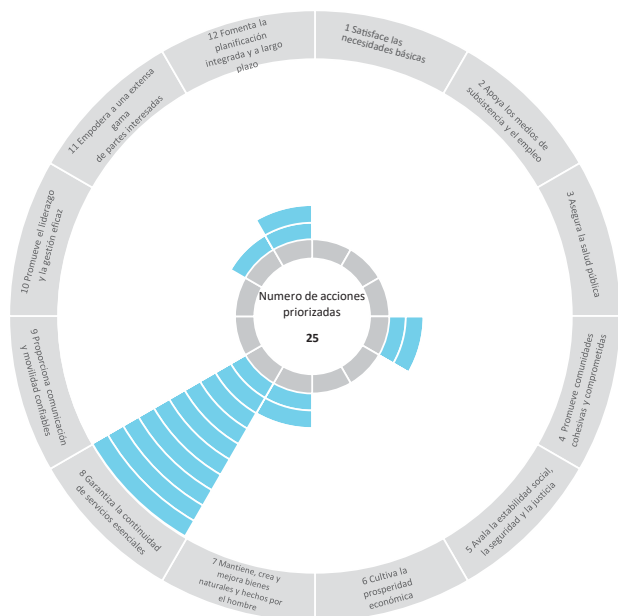 12 Fomenta la
planificación
integrada y a largo
plazo
1 Satisface las
necesidades básicas
2 Apoya los medios de
subsistencia y el empleo
3 Asegura la salud pública
4 Promueve comunidades
cohesivas y comprometidas
5 Avala la estabilidad social,
la seguridad y la justicia
6 Cultiva la
prosperidad
económica
7 Mantiene, crea y
mejora bienes
naturales y hechos por
el hombre
8 Garantiza la continuidad
de servicios esenciales
9 Proporciona comunicación
y movilidad confiables
10 Promueve el liderazgo
y la gestión eficaz
11 Empodera a una extensa
gama
de partes interesadas
Numero de acciones
priorizadas
25